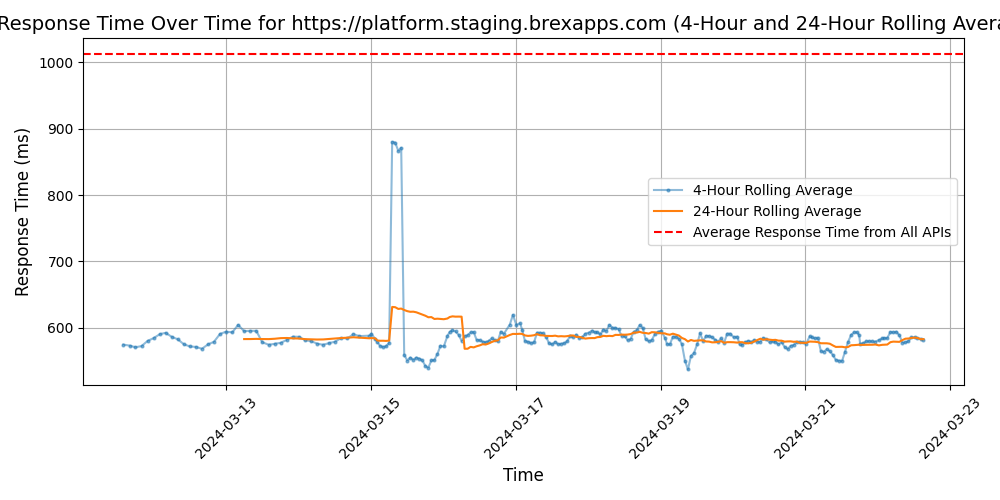 Response Time Over Time for https://platform.staging.brexapps.com (4-Hour and 24-Hour Rolling Avera
1000
900
800
700
600
Response Time (ms)
4-Hour Rolling Average
24-Hour Rolling Average
Average Response Time from All APIs
2024-03-13
2024-03-15
2024-03-17
2024-03-19
2024-03-21
2024-03-23
Time